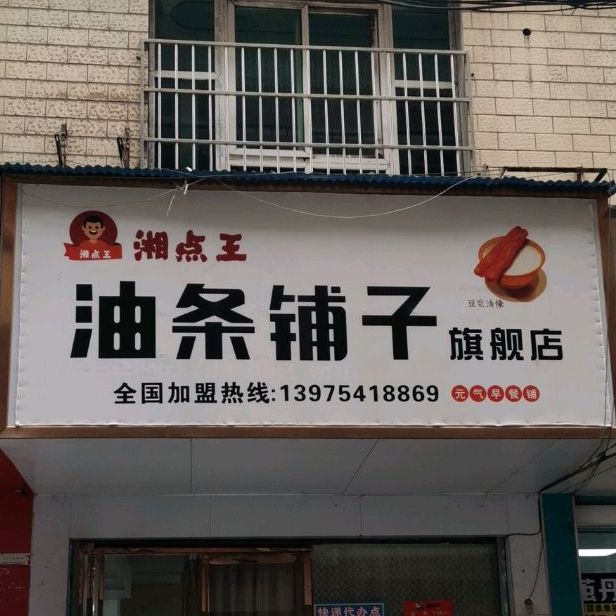 湘点王
湘点王
豆浆油條
油条铺子 旗舰店
全国加盟热线:13975418869 元气早餐铺
快递代办点